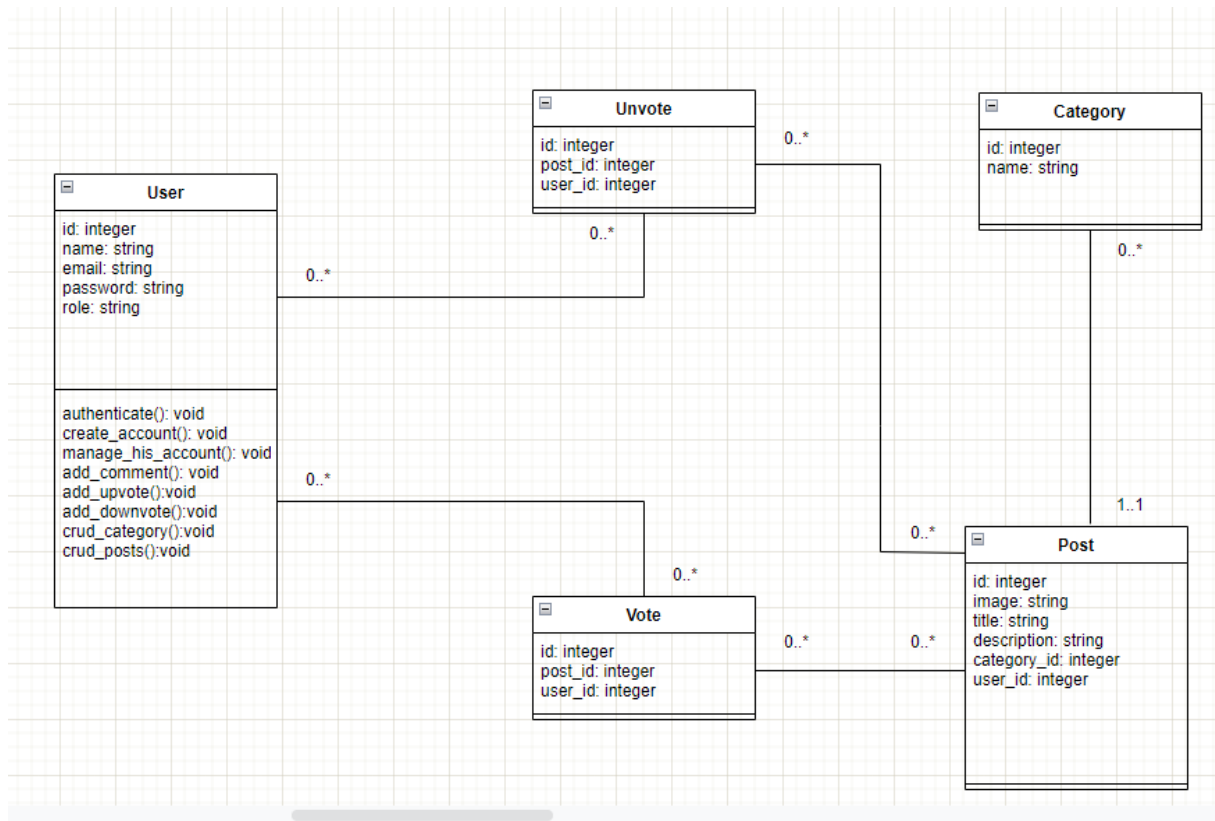 Unvote
id: integer
post_id: integer
user_id: integer
0..*
0..*
Category
id: integer
name: string
0..*
User
id: integer
name: string
email: string
password: string
role: string
0..*
authenticate(): void
create_account(): void
manage_his_account(): void
add_comment(): void
add_upvote():void
add_downvote():void
crud_category():void
crud_posts():void
0..*
0..*
Vote
id: integer
post_id: integer
user_id: integer
0..*
0..*
0..*
1..1
Post
id: integer
image: string
title: string
description: string
category_id: integer
user_id: integer